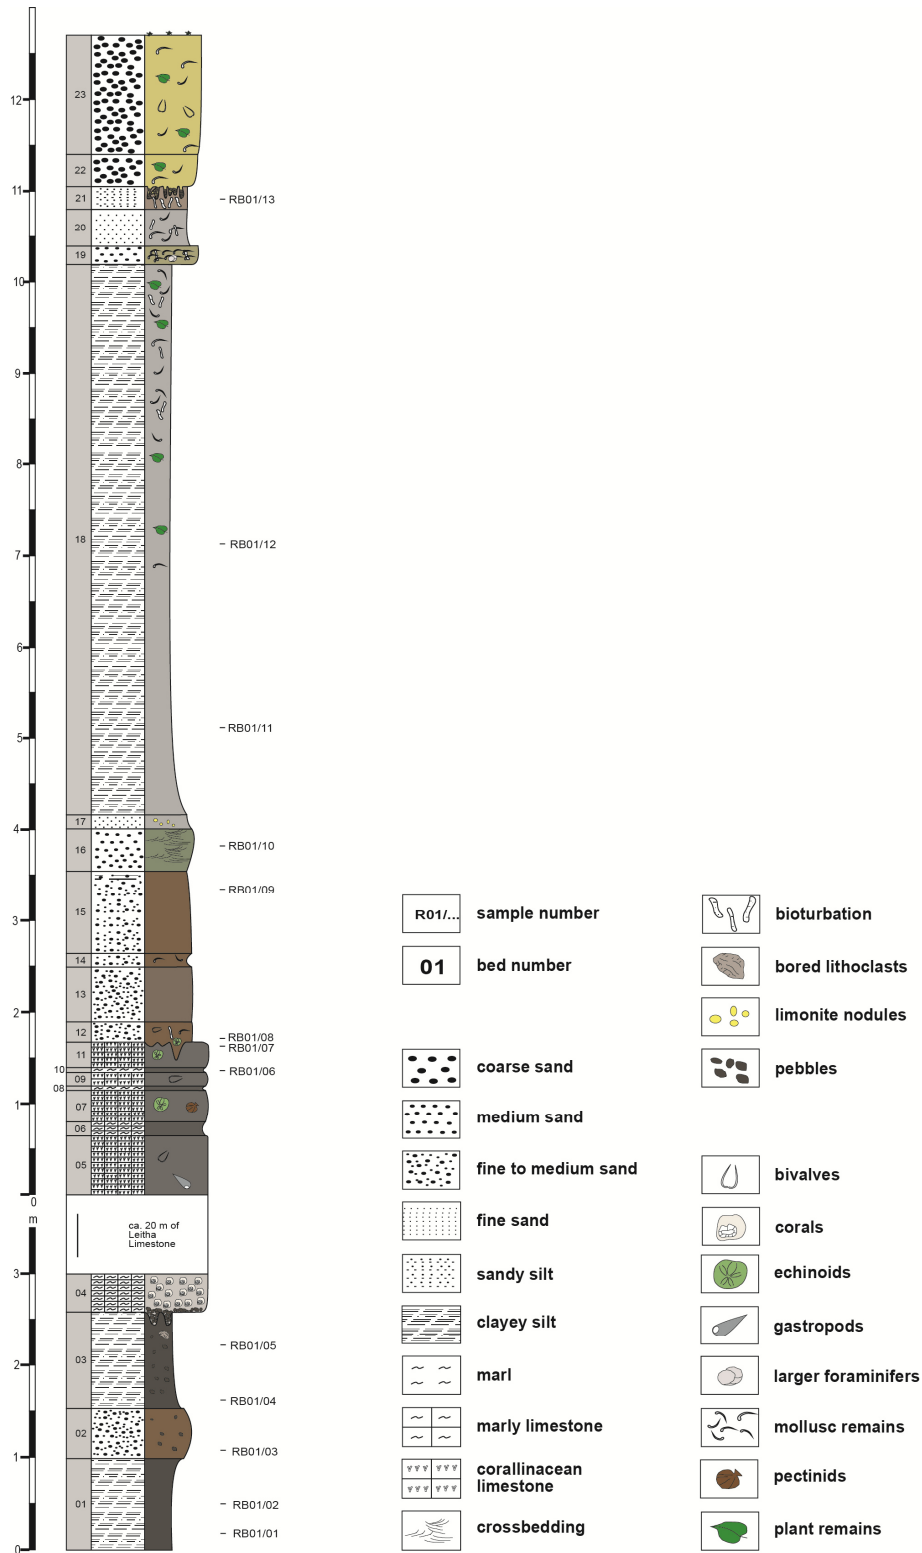 12
23
22
11
21
RB01/13
20
19
10
9
8
18
RB01/12
7
6
RB01/11
5
17
4
16
RB01/10
RB01/09
15
3
14
13
2
12
RB01/08
RB01/07
11
10
RB01/06
09
08
07
1
06
05
0
m
ca. 20 m of
Leitha
Limestone
3
04
RB01/05
03
2
RB01/04
02
RB01/03
1
01
RB01/02
RB01/01
0
R01/... sample number
01 bed number
coarse sand
medium sand
fine to medium sand
fine sand
sandy silt
clayey silt
marl
marly limestone
corallinacean
limestone
crossbedding
bioturbation
bored lithoclasts
limonite nodules
pebbles
bivalves
corals
echinoids
gastropods
larger foraminifers
mollusc remains
pectinids
plant remains